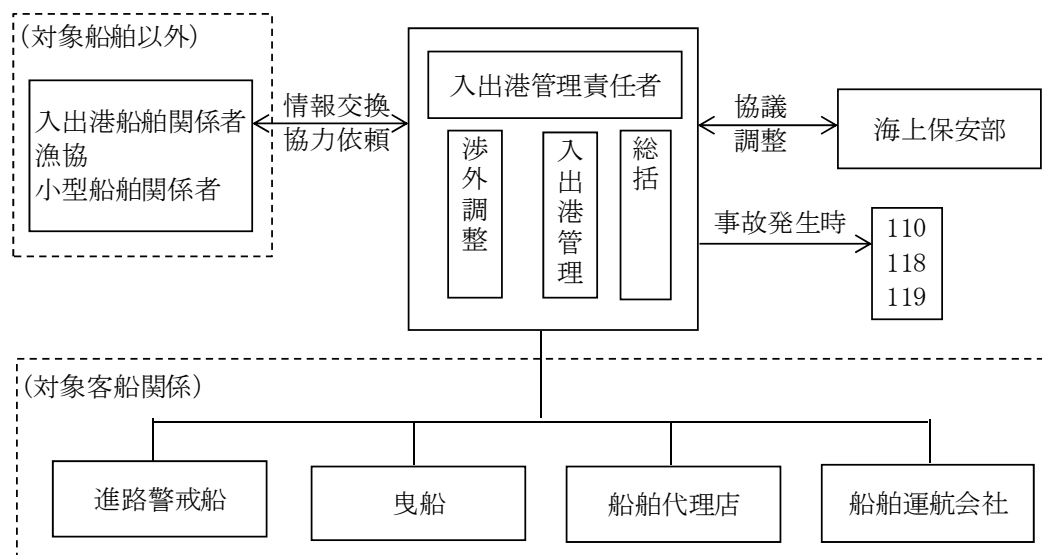 (対象船舶以外)
入出港船舶関係者
漁協
小型船舶関係者
情報交換
協力依頼
入出港管理責任者
渉外調整
入出港管理
総括
協議
調整
海上保安部
事故発生時
110
118
119
(対象客船関係)
進路警戒船
曳船
船舶代理店
船舶運航会社